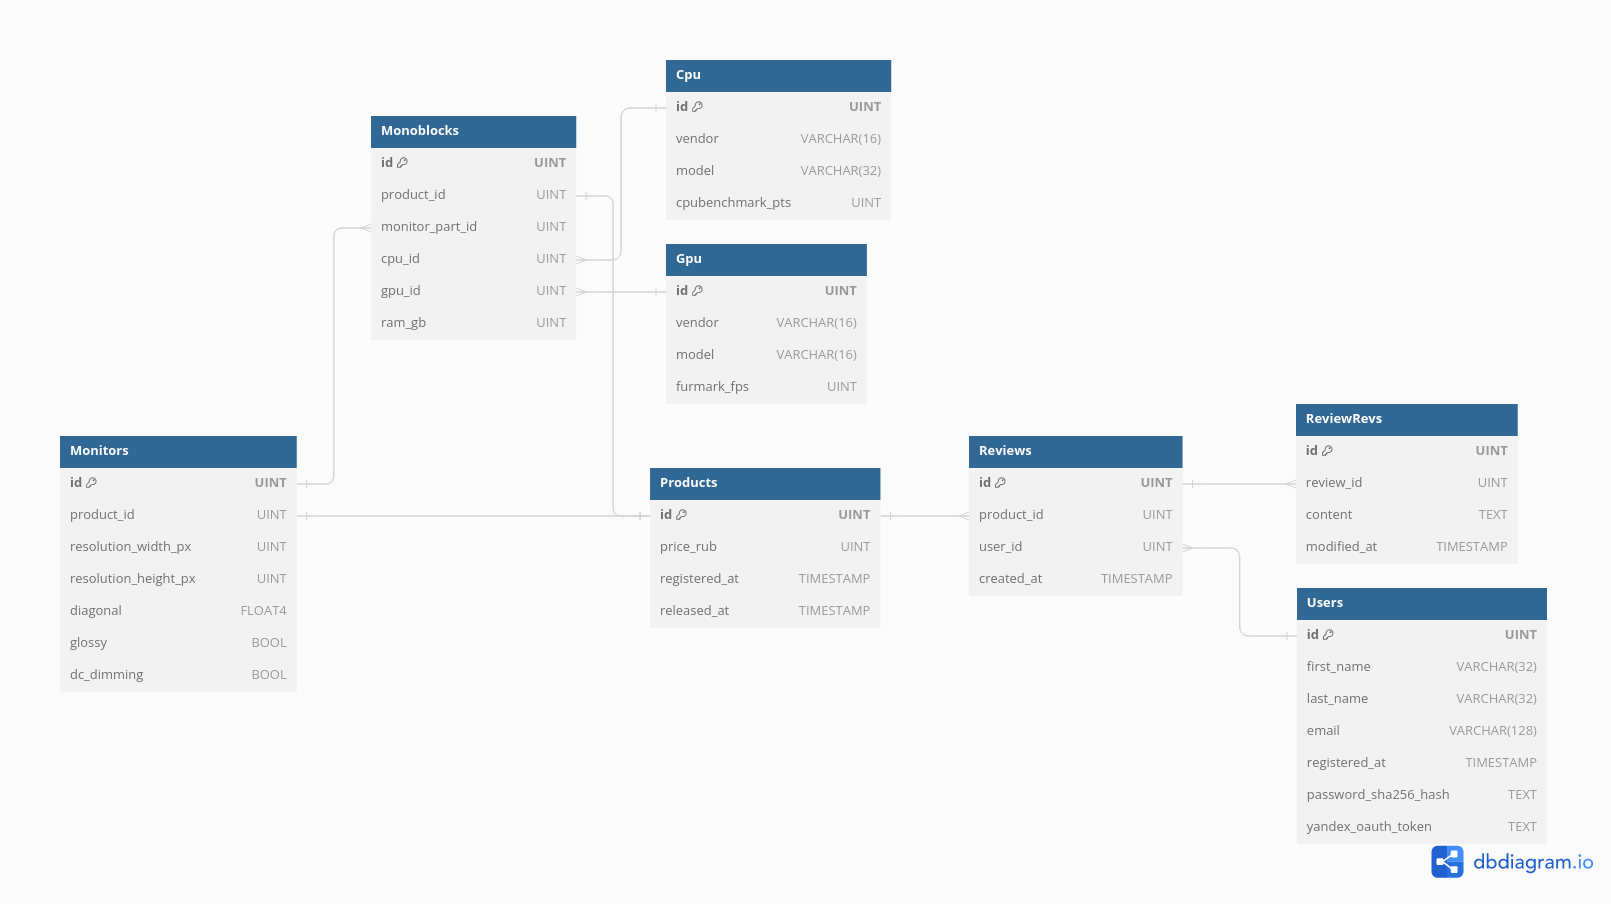 Cpu
id UINT
vendor VARCHAR(16)
model VARCHAR(32)
cpubenchmark_pts UINT
Monoblocks
id UINT
product_id UINT
monitor_part_id UINT
cpu_id UINT
gpu_id UINT
ram_gb UINT
Gpu
id UINT
vendor VARCHAR(16)
model VARCHAR(16)
furmark_fps UINT
Monitors
id UINT
product_id UINT
resolution_width_px UINT
resolution_height_px UINT
diagonal FLOAT4
glossy BOOL
dc_dimming BOOL
Products
id UINT
price_rub UINT
registered_at TIMESTAMP
released_at TIMESTAMP
Reviews
id UINT
product_id UINT
user_id UINT
created_at TIMESTAMP
ReviewRevs
id UINT
review_id UINT
content TEXT
modified_at TIMESTAMP
Users
id UINT
first_name VARCHAR(32)
last_name VARCHAR(32)
email VARCHAR(128)
registered_at TIMESTAMP
password_sha256_hash TEXT
yandex_oauth_token TEXT
dbdiagram.io